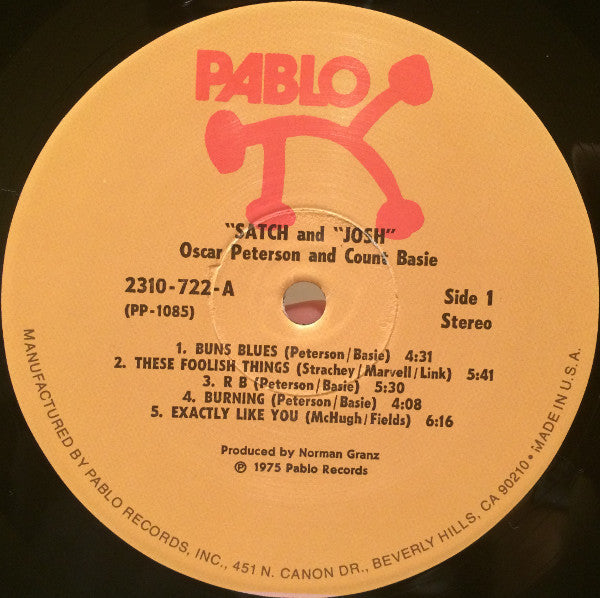 PABLO
"SATCH and "JOSH"
Oscar Peterson and Count Basie
2310-722-A
(PP-1085)
Side 1
Stereo
1. BUNS BLUES (Peterson/Basie) 4:31
2. THESE FOOLISH THINGS (Strachey/Marvell/Link) 5:41
3. R B (Peterson/Basie) 5:30
4. BURNING (Peterson/Basie) 4:08
5. EXACTLY LIKE YOU (McHugh/Fields) 6:16
Produced by Norman Granz
℗ 1975 Pablo Records
MANUFACTURED BY PABLO RECORDS, INC., 451 N. CANON DR., BEVERLY HILLS, CA 90210 • MADE IN U.S.A.